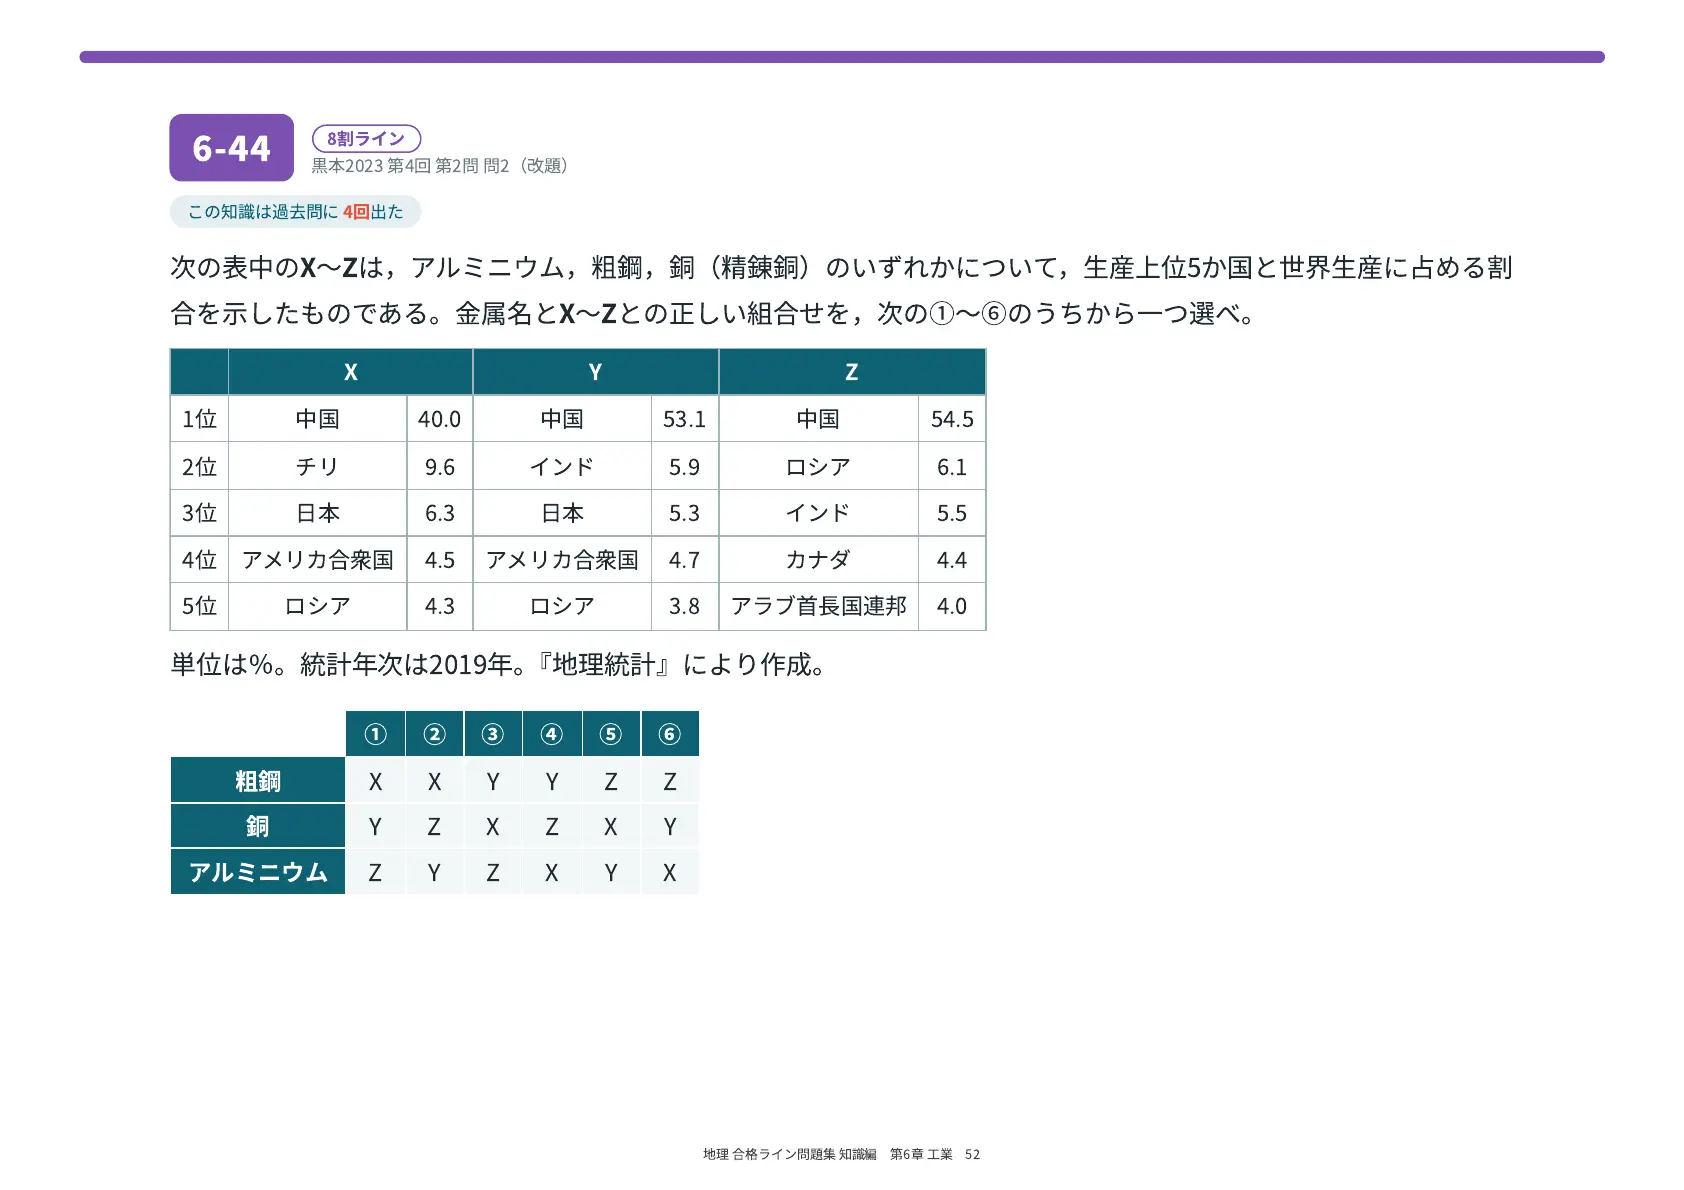 6-44
8割ライン
黒本2023 第4回 第2問 問2（改題）
この知識は過去問に 4回出た
次の表中のX～Zは，アルミニウム，粗鋼，銅（精錬銅）のいずれかについて，生産上位5か国と世界生産に占める割
合を示したものである。金属名とX～Zとの正しい組合せを，次の①～⑥のうちから一つ選べ。
X Y Z
1位 中国 40.0 中国 53.1 中国 54.5
2位 チリ 9.6 インド 5.9 ロシア 6.1
3位 日本 6.3 日本 5.3 インド 5.5
4位 アメリカ合衆国 4.5 アメリカ合衆国 4.7 カナダ 4.4
5位 ロシア 4.3 ロシア 3.8 アラブ首長国連邦 4.0
単位は％。統計年次は2019年。『地理統計』により作成。
① ② ③ ④ ⑤ ⑥
粗鋼 X X Y Y Z Z
銅 Y Z X Z X Y
アルミニウム Z Y Z X Y X
地理 合格ライン問題集 知識編　第6章 工業　52